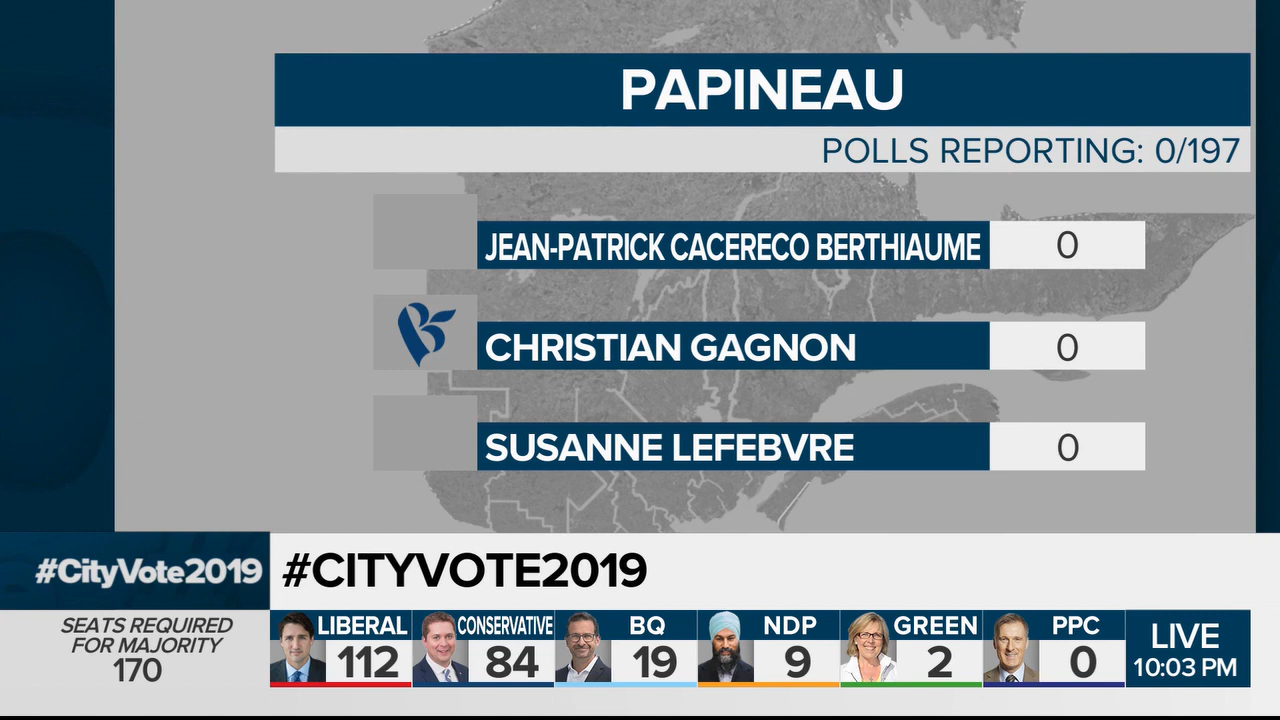 PAPINEAU
POLLS REPORTING: 0/197
JEAN-PATRICK CACERECO BERTHIAUME 0
CHRISTIAN GAGNON 0
SUSANNE LEFEBVRE 0
#CityVote2019
#CITYVOTE2019
SEATS REQUIRED
FOR MAJORITY
170
LIBERAL
112
CONSERVATIVE
84
BQ
19
NDP
9
GREEN
2
PPC
0
LIVE
10:03 PM